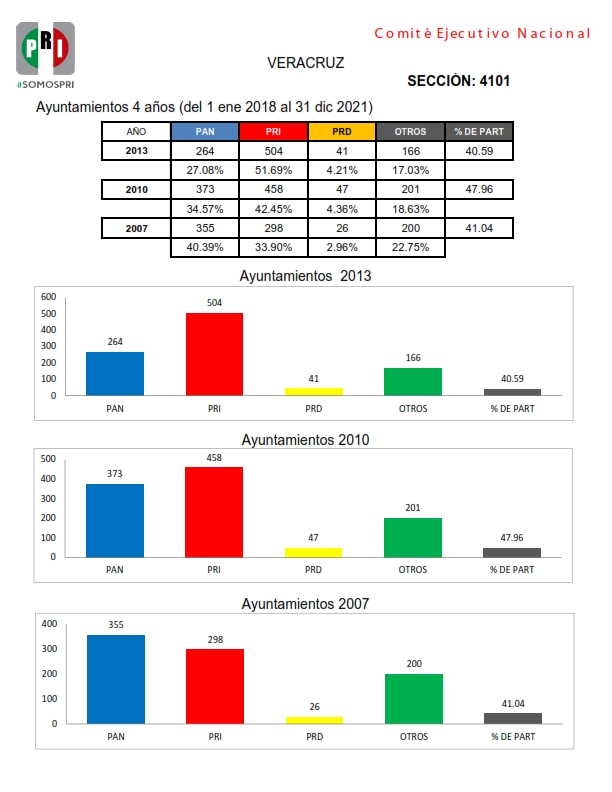 Comité Ejecutivo Nacional
PRI
#SOMOSPRI
VERACRUZ
SECCIÓN: 4101
Ayuntamientos 4 años (del 1 ene 2018 al 31 dic 2021)
AÑO PAN PRI PRD OTROS % DE PART
2013 264 504 41 166 40.59
27.08% 51.69% 4.21% 17.03%
2010 373 458 47 201 47.96
34.57% 42.45% 4.36% 18.63%
2007 355 298 26 200 41.04
40.39% 33.90% 2.96% 22.75%
Ayuntamientos 2013
600
500
400
300
200
100
0
264 504 41 166 40.59
PAN PRI PRD OTROS % DE PART
Ayuntamientos 2010
500
400
300
200
100
0
373 458 47 201 47.96
PAN PRI PRD OTROS % DE PART
Ayuntamientos 2007
400
300
200
100
0
355 298 26 200 41.04
PAN PRI PRD OTROS % DE PART